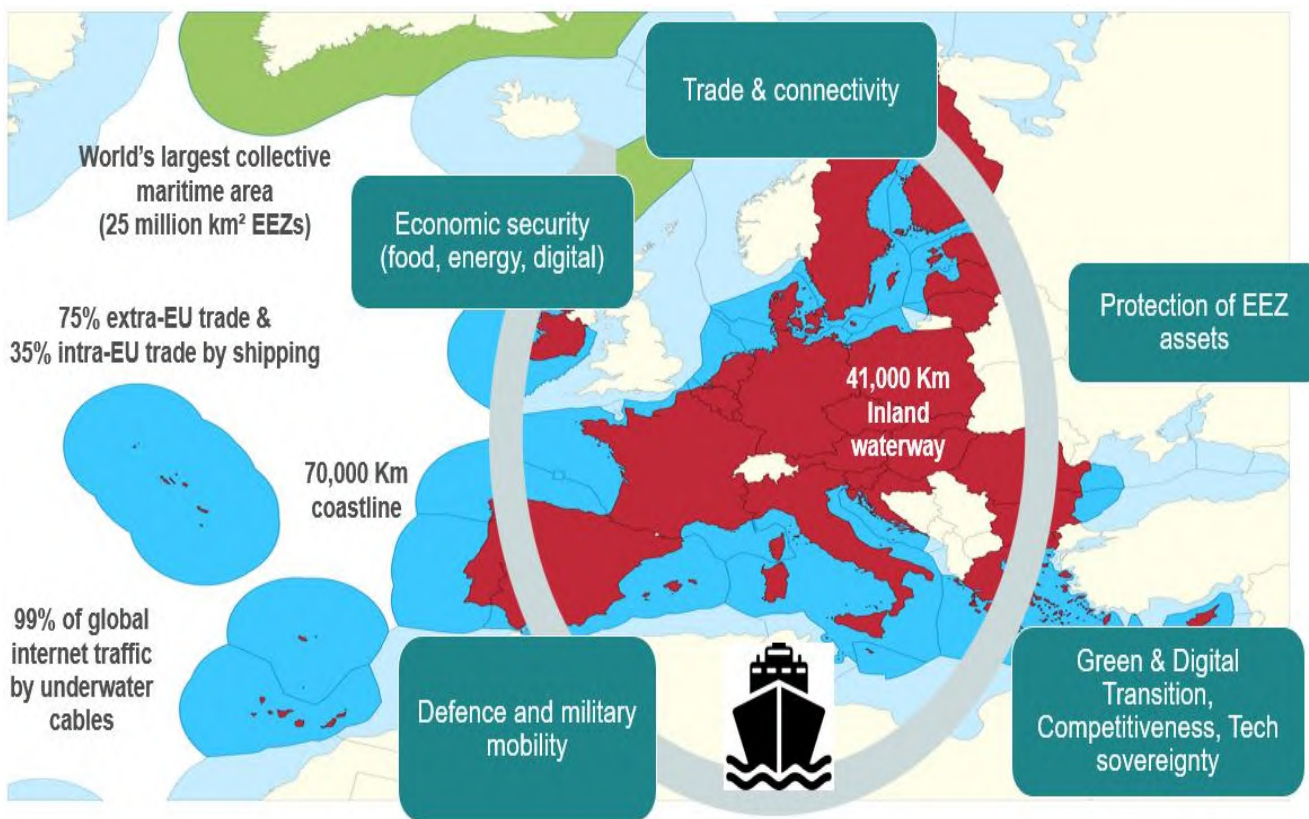 Trade & connectivity
World's largest collective
maritime area
(25 million km² EEZs)
Economic security
(food, energy, digital)
75% extra-EU trade &
35% intra-EU trade by shipping
Protection of EEZ
assets
41,000 Km
Inland
waterway
70,000 Km
coastline
99% of global
internet traffic
by underwater
cables
Defence and military
mobility
Green & Digital
Transition,
Competitiveness, Tech
sovereignty